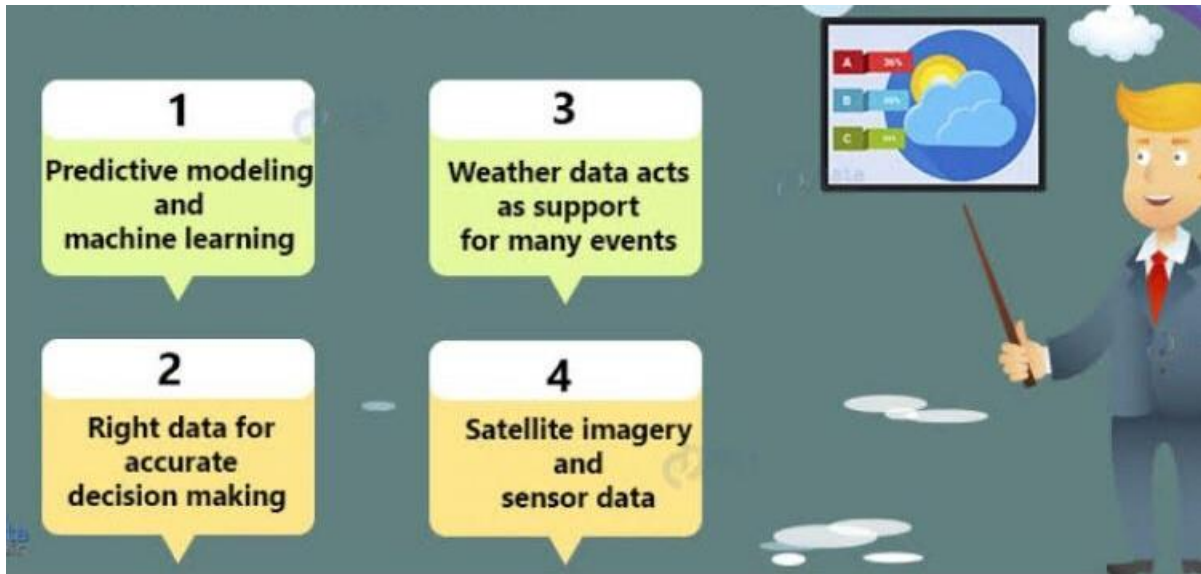 1
Predictive modeling
and
machine learning
2
Right data for
accurate
decision making
3
Weather data acts
as support
for many events
4
Satellite imagery
and
sensor data
A
B
C